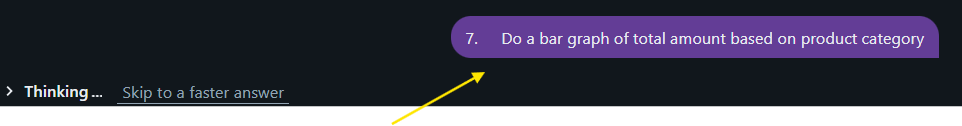 7. Do a bar graph of total amount based on product category
Thinking ... Skip to a faster answer